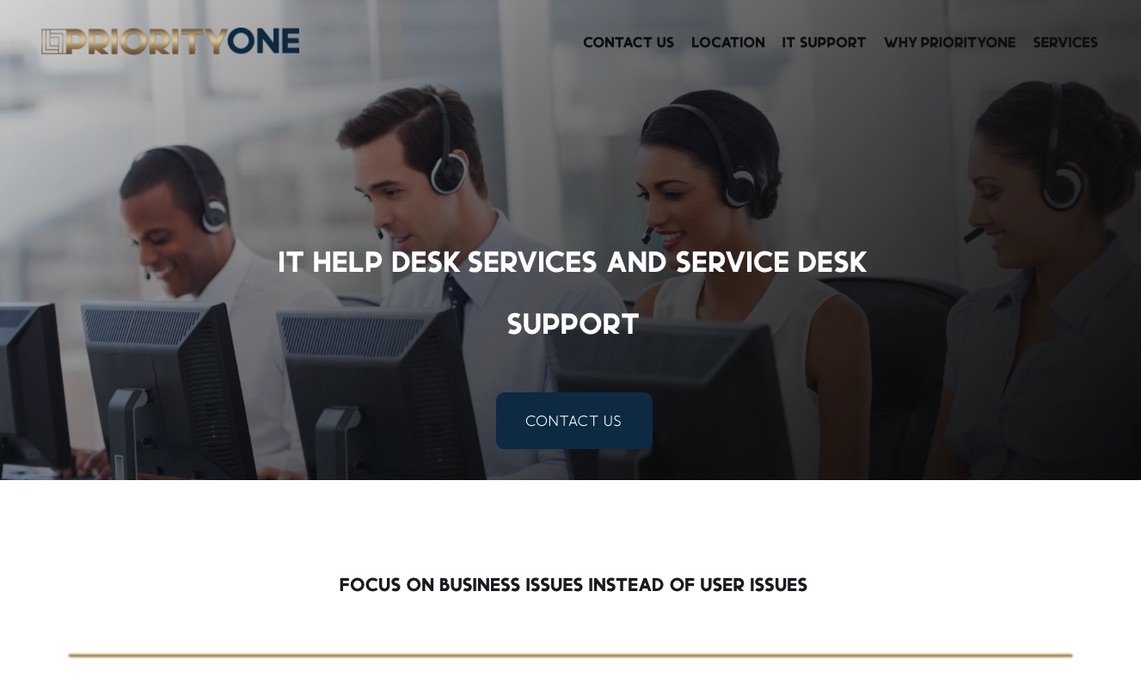 PRIORITYONE
CONTACT US LOCATION IT SUPPORT WHY PRIORITYONE SERVICES
IT HELP DESK SERVICES AND SERVICE DESK
SUPPORT
CONTACT US
FOCUS ON BUSINESS ISSUES INSTEAD OF USER ISSUES